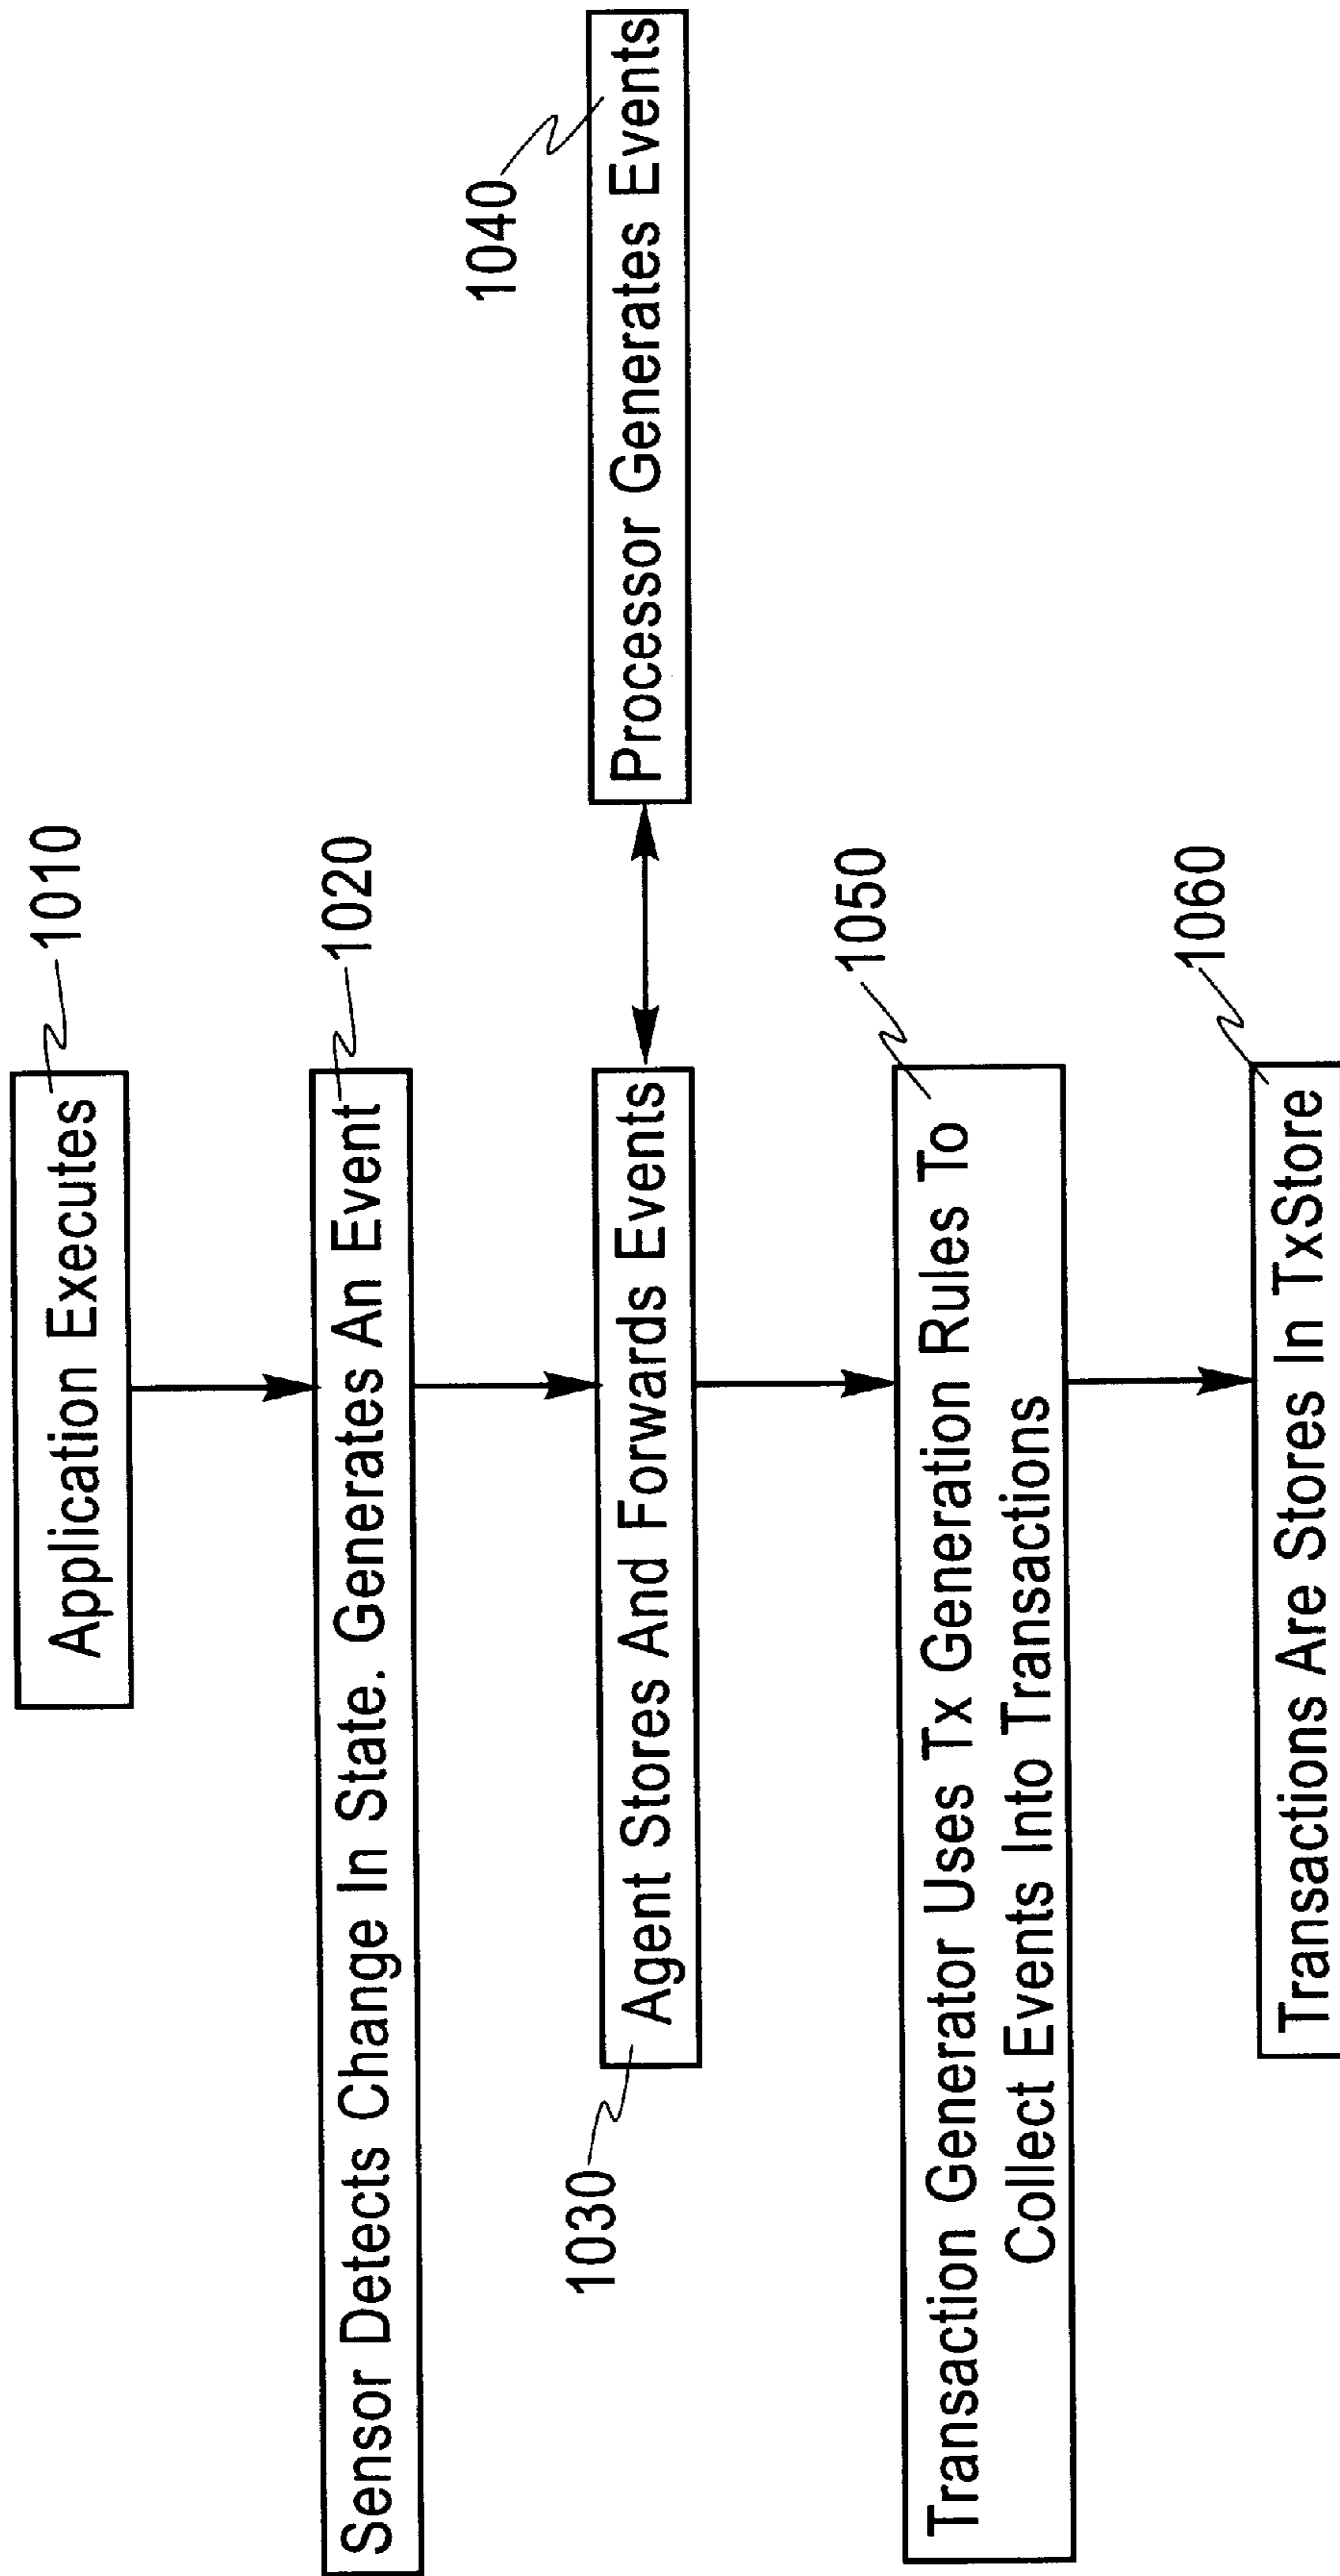 Application Executes
1010
Sensor Detects Change In State. Generates An Event
1020
1030
Agent Stores And Forwards Events
Processor Generates Events
1040
Transaction Generator Uses Tx Generation Rules To
Collect Events Into Transactions
1050
Transactions Are Stores In TxStore
1060